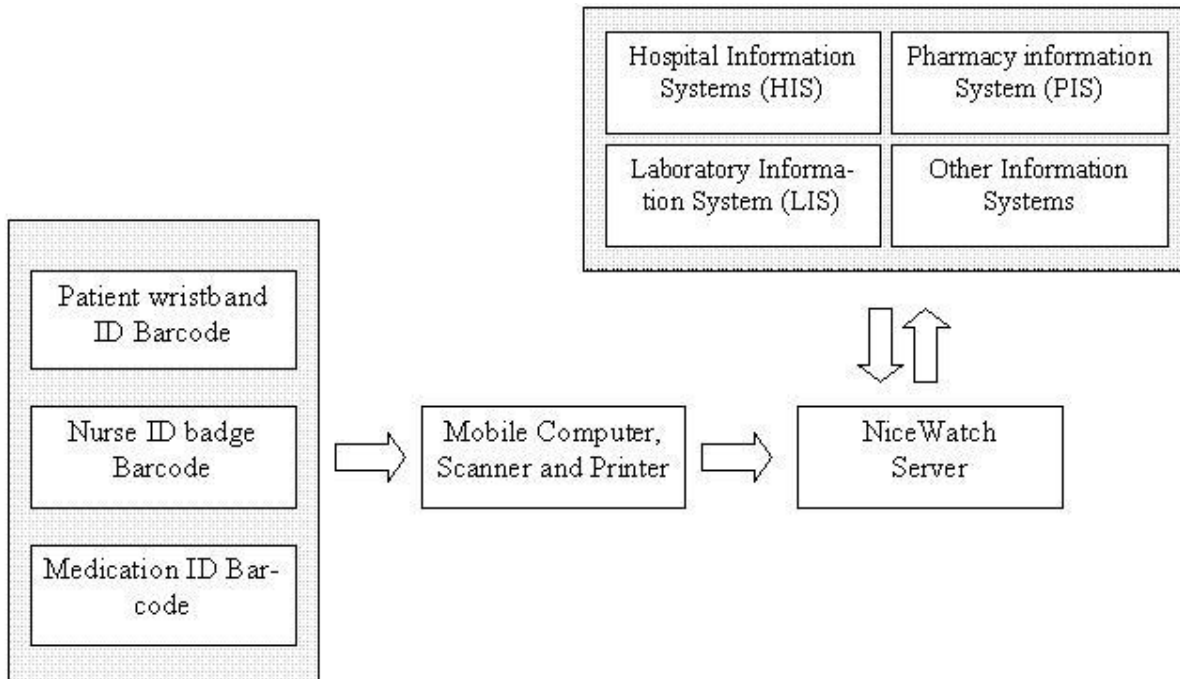 Hospital Information
Systems (HIS)
Pharmacy information
System (PIS)
Laboratory Informa-
tion System (LIS)
Other Information
Systems
Patient wristband
ID Barcode
Nurse ID badge
Barcode
Medication ID Bar-
code
Mobile Computer,
Scanner and Printer
NiceWatch
Server